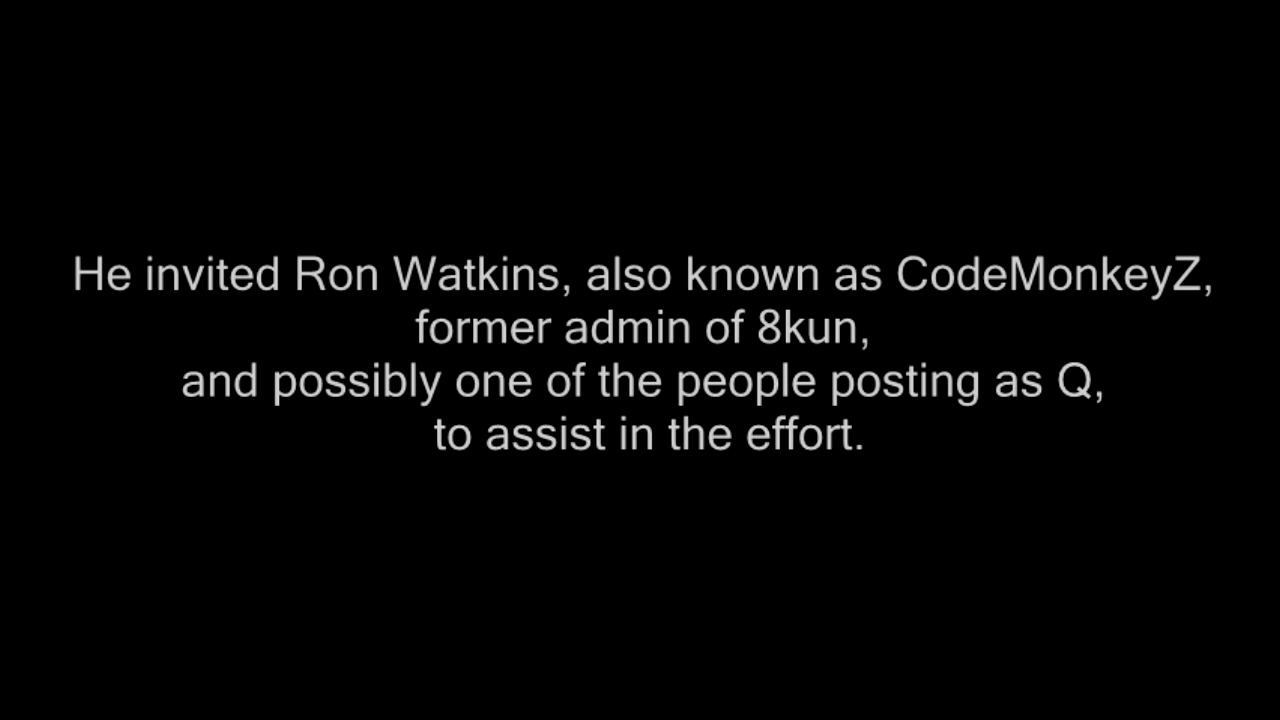 He invited Ron Watkins, also known as CodeMonkeyZ,
former admin of 8kun,
and possibly one of the people posting as Q,
to assist in the effort.